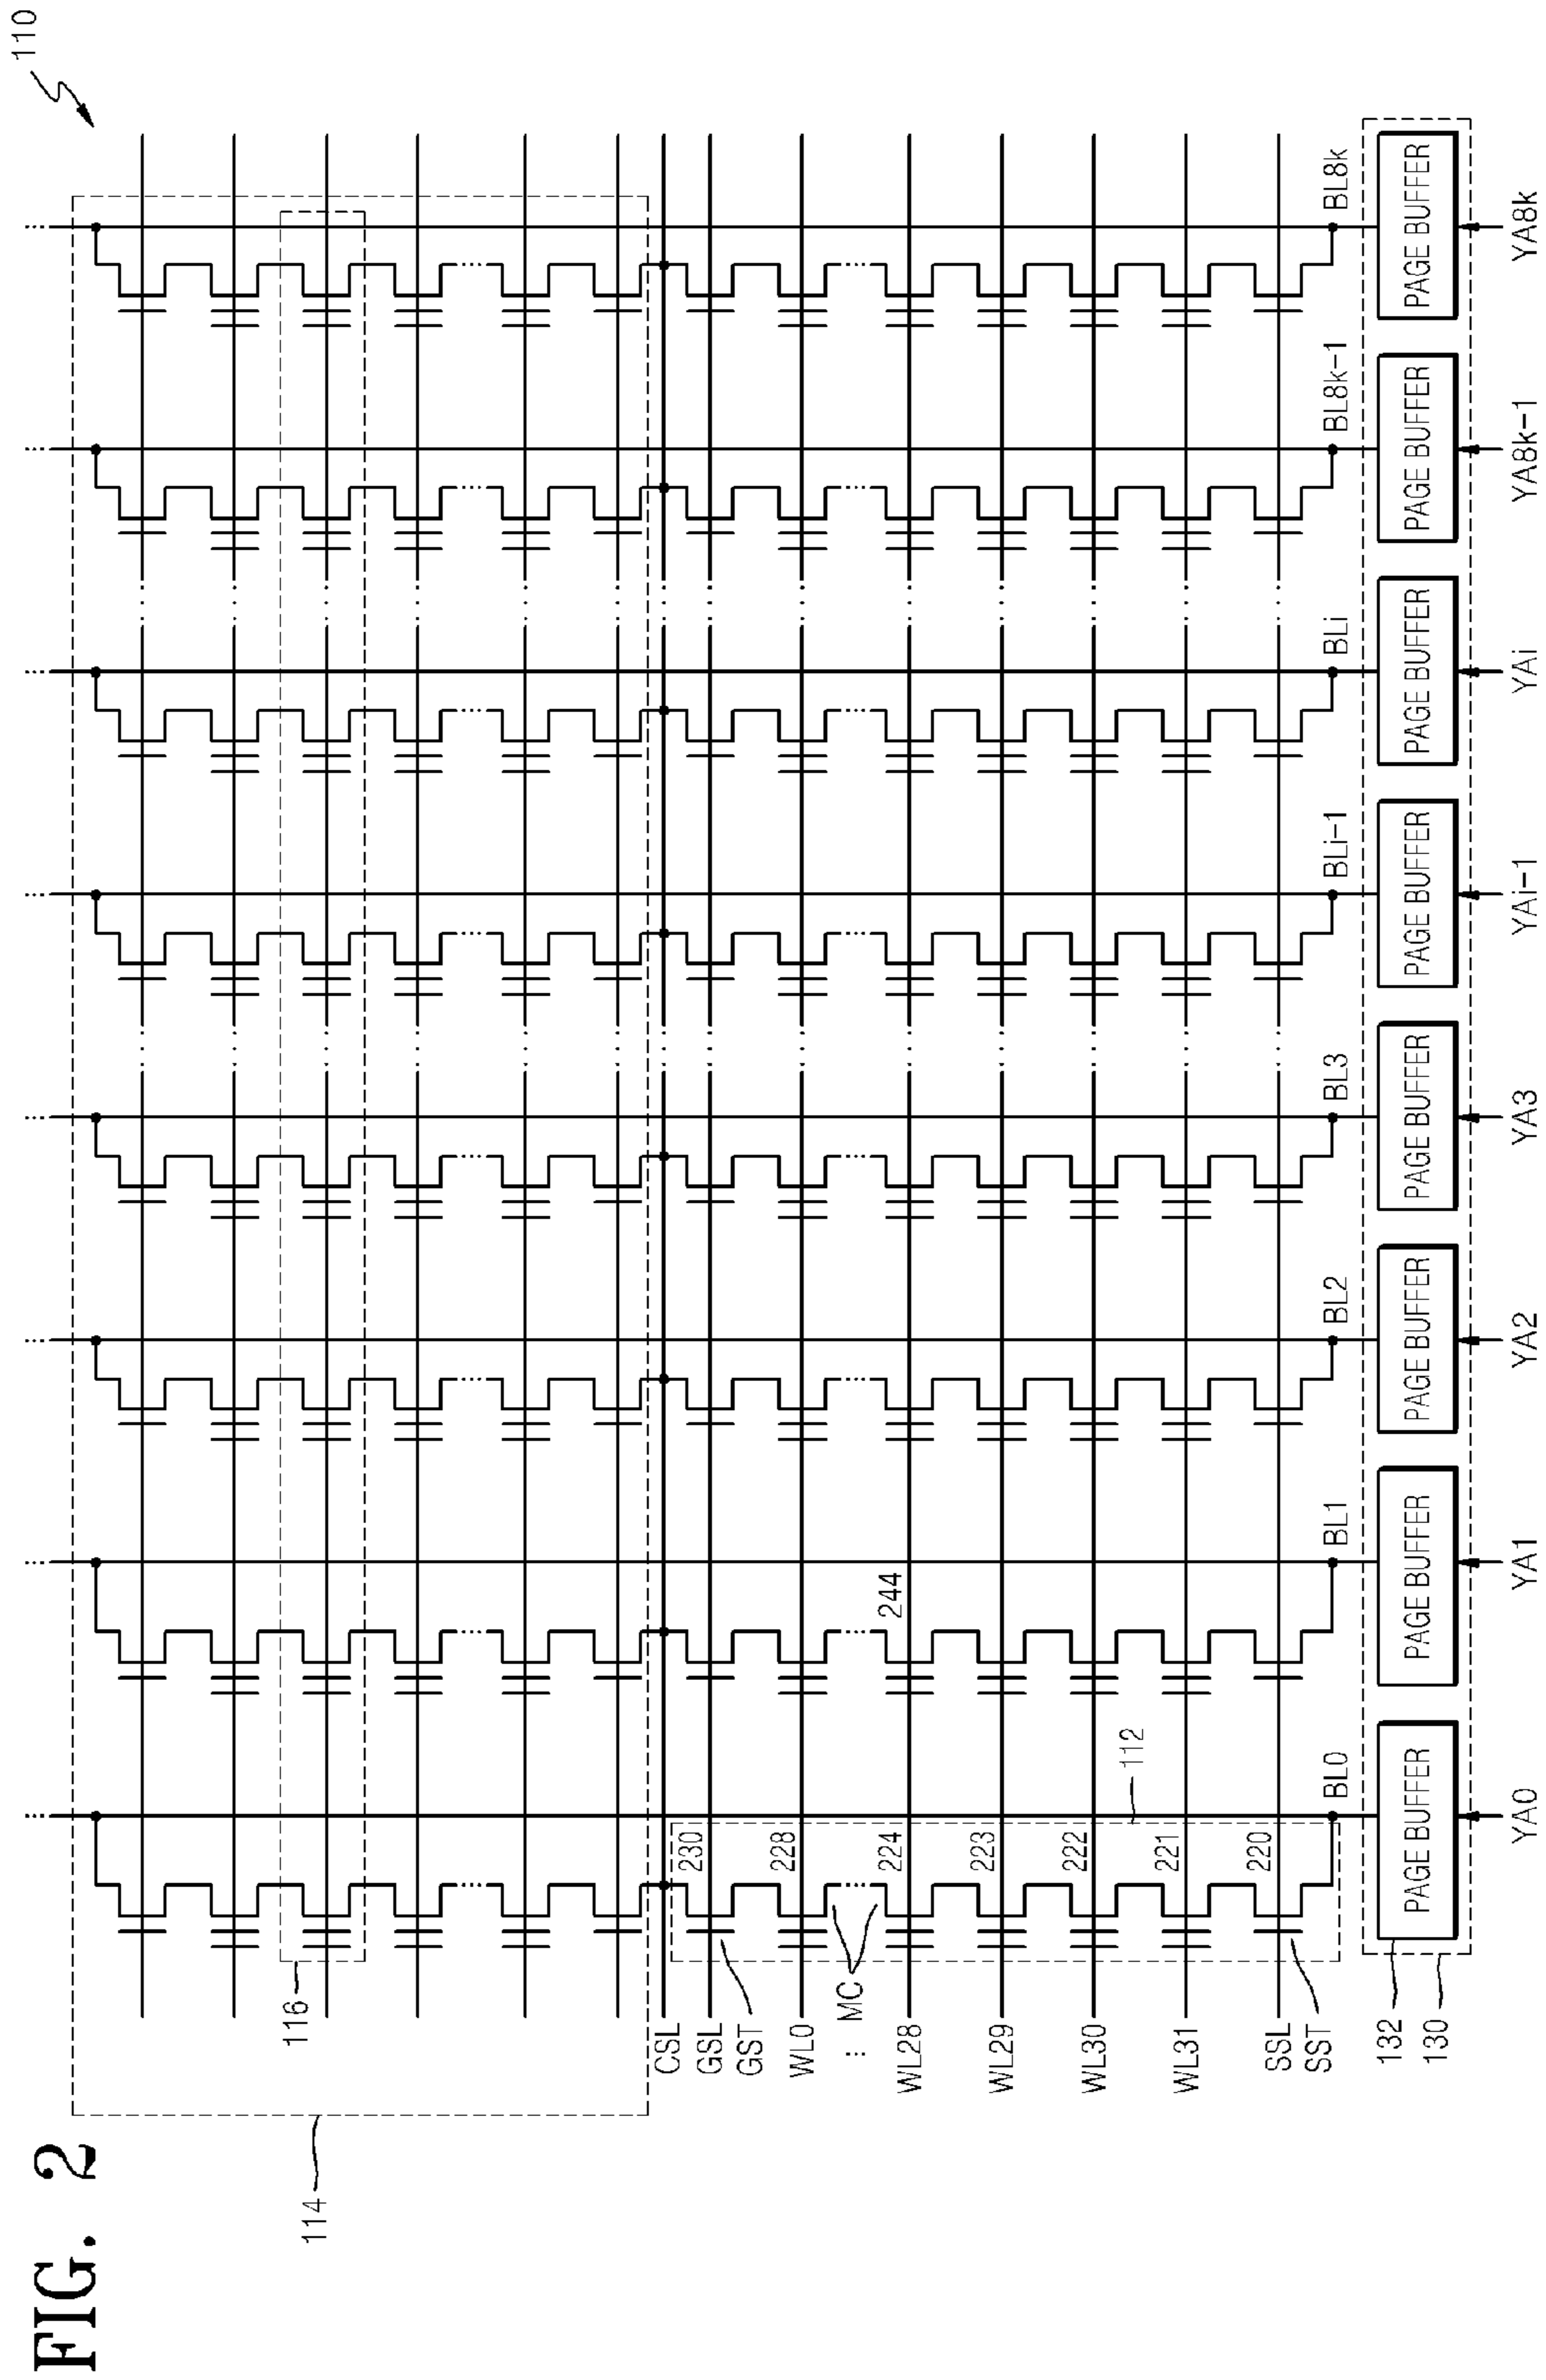 FIG. 2
110
114
116
CSL
GSL
GST
WL0
: MC
WL28
WL29
WL30
WL31
SSL
SST
132
130
230
228
224
223
222
221
220
112
244
BL0
BL1
BL2
BL3
BLi-1
BLi
BL8k-1
BL8k
PAGE BUFFER
PAGE BUFFER
PAGE BUFFER
PAGE BUFFER
PAGE BUFFER
PAGE BUFFER
PAGE BUFFER
PAGE BUFFER
YA0
YA1
YA2
YA3
YAi-1
YAi
YA8k-1
YA8k